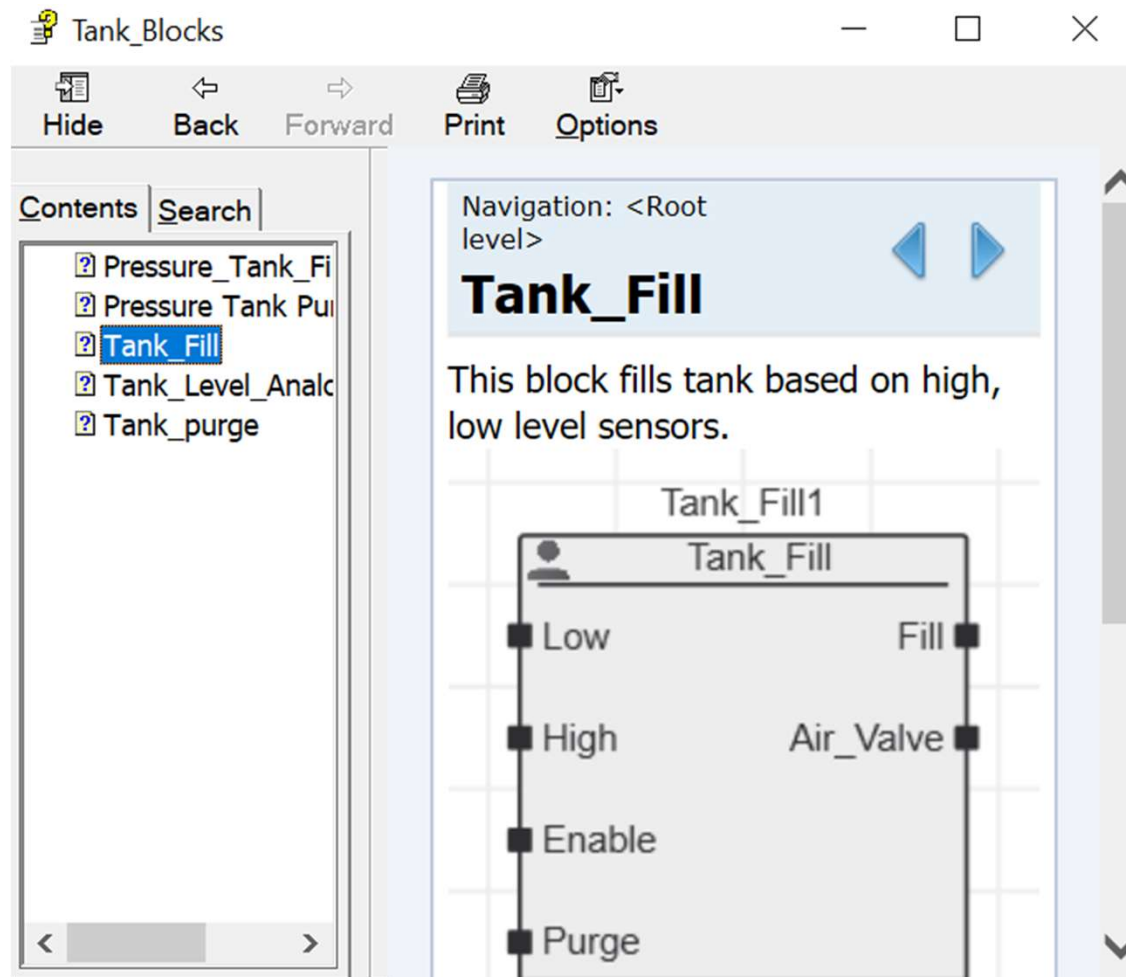 Tank_Blocks
Hide Back Forward Print Options
Contents Search
Pressure_Tank_Fi
Pressure Tank Pur
Tank_Fill
Tank_Level_Analo
Tank_purge
Navigation: <Root
level>
Tank_Fill
This block fills tank based on high,
low level sensors.
Tank_Fill1
Tank_Fill
Low Fill
High Air_Valve
Enable
Purge